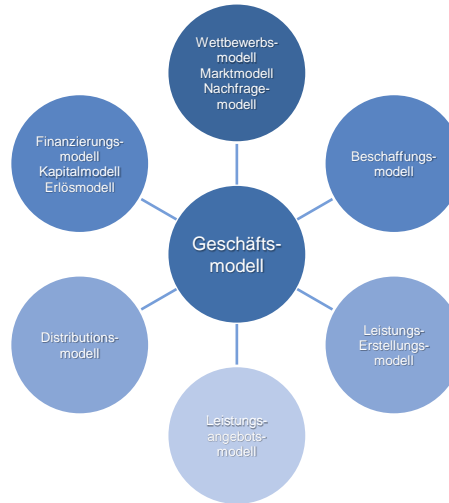 Wettbewerbs-
modell
Marktmodell
Nachfrage-
modell
Finanzierungs-
modell
Kapitalmodell
Erlösmodell
Beschaffungs-
modell
Geschäfts-
modell
Distributions-
modell
Leistungs-
Erstellungs-
modell
Leistungs-
angebots-
modell